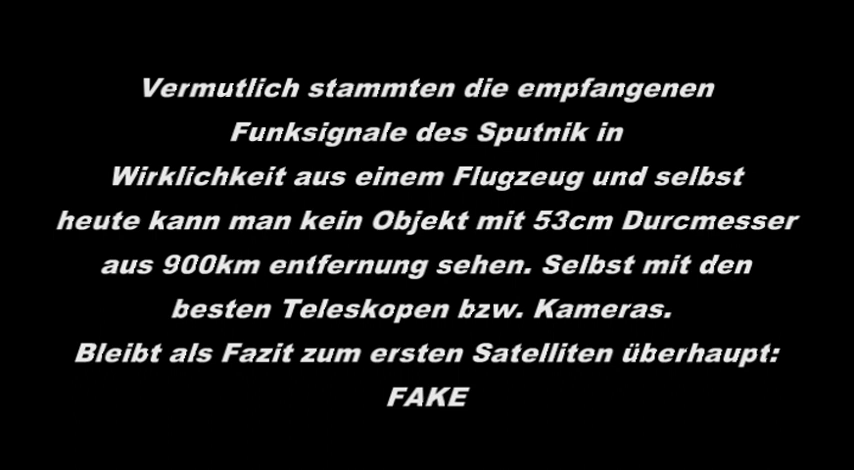 Vermutlich stammten die empfangenen
Funksignale des Sputnik in
Wirklichkeit aus einem Flugzeug und selbst
heute kann man kein Objekt mit 53cm Durcmesser
aus 900km entfernung sehen. Selbst mit den
besten Teleskopen bzw. Kameras.
Bleibt als Fazit zum ersten Satelliten überhaupt:
FAKE